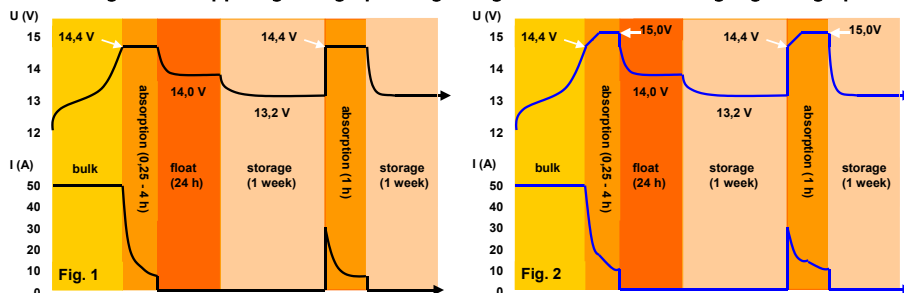 U (V)
15
14
13
12
I (A)
50
40
30
20
10
0
14,4 V
14,0 V
13,2 V
14,4 V
bulk
absorption (0,25 - 4 h)
float
(24 h)
storage
(1 week)
absorption (1 h)
storage
(1 week)
Fig. 1
U (V)
15
14
13
12
I (A)
50
40
30
20
10
0
14,4 V
15,0V
14,0 V
13,2 V
14,4 V
15,0V
bulk
absorption (0,25 - 4 h)
float
(24 h)
storage
(1 week)
absorption (1 h)
storage
(1 week)
Fig. 2